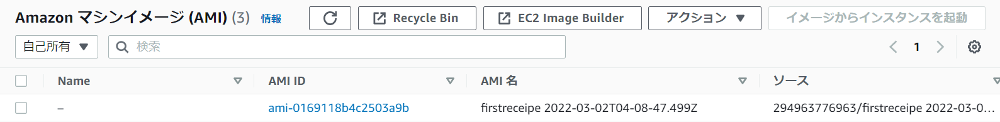 Amazon マシンイメージ (AMI) (3) 情報 Recycle Bin EC2 Image Builder アクション イメージからインスタンスを起動
自己所有 検索 1
Name AMI ID AMI 名 ソース
– ami-0169118b4c2503a9b firstreceipe 2022-03-02T04-08-47.499Z 294963776963/firstreceipe 2022-03-0...